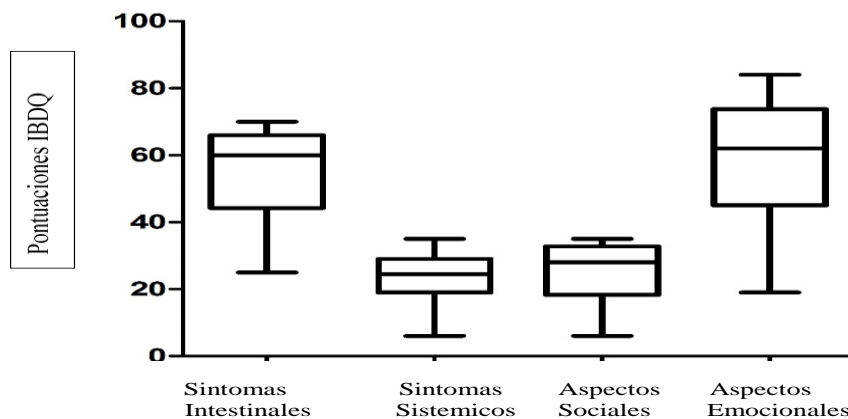 Pontuaciones IBDQ
100
80
60
40
20
0
Sintomas Intestinales
Sintomas Sistemicos
Aspectos Sociales
Aspectos Emocionales